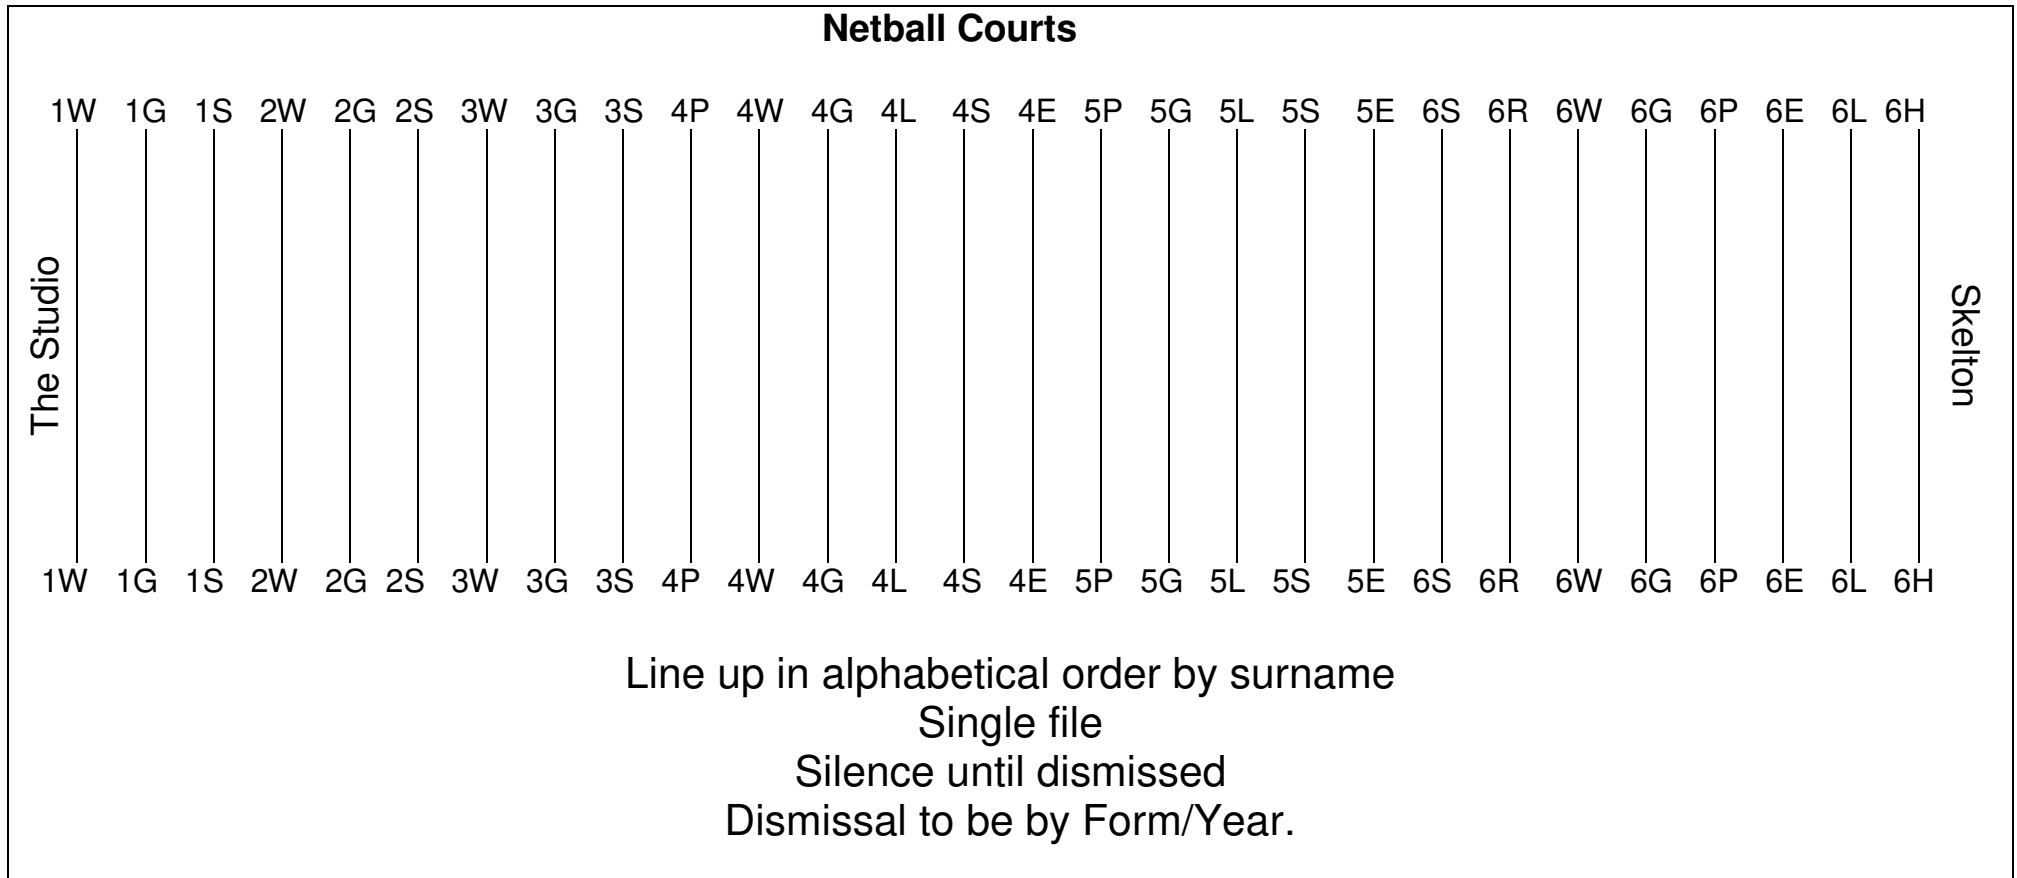 Netball Courts
1W 1G 1S 2W 2G 2S 3W 3G 3S 4P 4W 4G 4L 4S 4E 5P 5G 5L 5S 5E 6S 6R 6W 6G 6P 6E 6L 6H
The Studio
Skelton
1W 1G 1S 2W 2G 2S 3W 3G 3S 4P 4W 4G 4L 4S 4E 5P 5G 5L 5S 5E 6S 6R 6W 6G 6P 6E 6L 6H
Line up in alphabetical order by surname
Single file
Silence until dismissed
Dismissal to be by Form/Year.